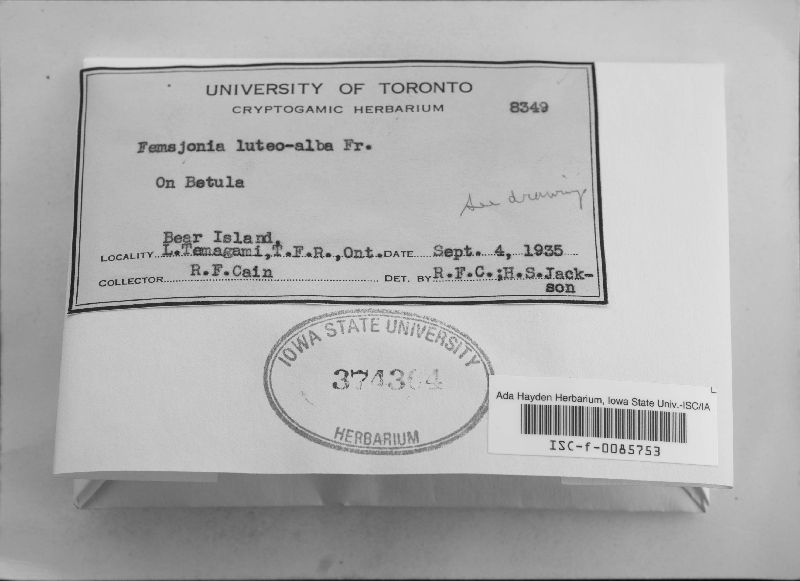 UNIVERSITY OF TORONTO
CRYPTOGAMIC HERBARIUM 8349
Femsjonia luteo-alba Fr.
On Betula
See drawing
Bear Island,
LOCALITY L.Temagami,T.F.R.,Ont. DATE Sept. 4, 1935
COLLECTOR R.F.Cain DET. BY R.F.C.;H.S.Jack-
son
IOWA STATE UNIVERSITY
HERBARIUM
Ada Hayden Herbarium, Iowa State Univ.-ISC/IA
ISC-f-0085753